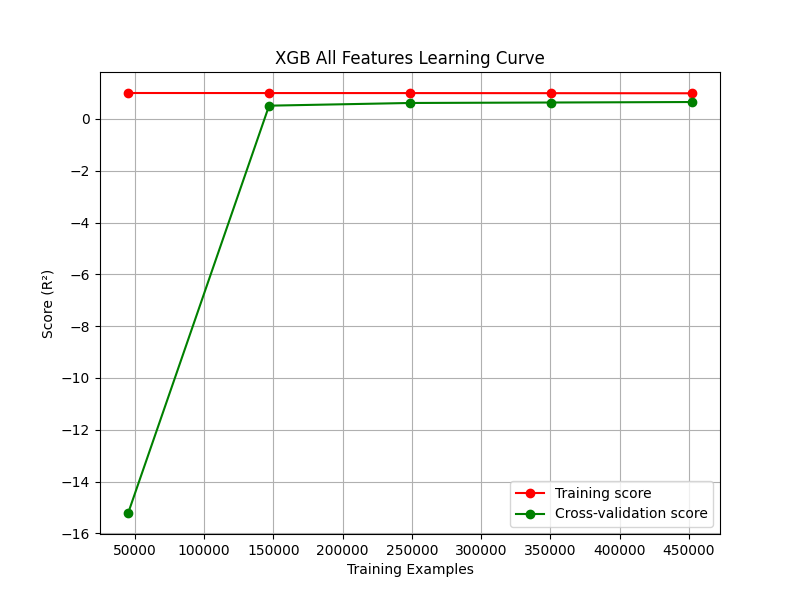 XGB All Features Learning Curve
Score (R²)
0
−2
−4
−6
−8
−10
−12
−14
−16
Training score
Cross-validation score
50000 100000 150000 200000 250000 300000 350000 400000 450000
Training Examples